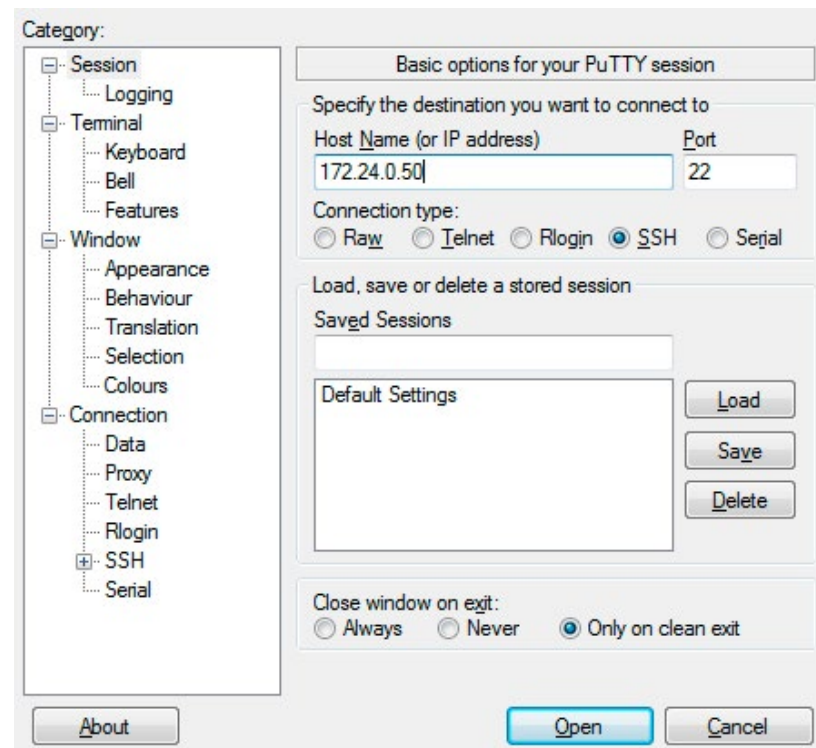 Category:
Session
Logging
Terminal
Keyboard
Bell
Features
Window
Appearance
Behaviour
Translation
Selection
Colours
Connection
Data
Proxy
Telnet
Rlogin
SSH
Serial
Basic options for your PuTTY session
Specify the destination you want to connect to
Host Name (or IP address) Port
172.24.0.50 22
Connection type:
Raw Telnet Rlogin SSH Serial
Load, save or delete a stored session
Saved Sessions
Default Settings
Load
Save
Delete
Close window on exit:
Always Never Only on clean exit
About Open Cancel